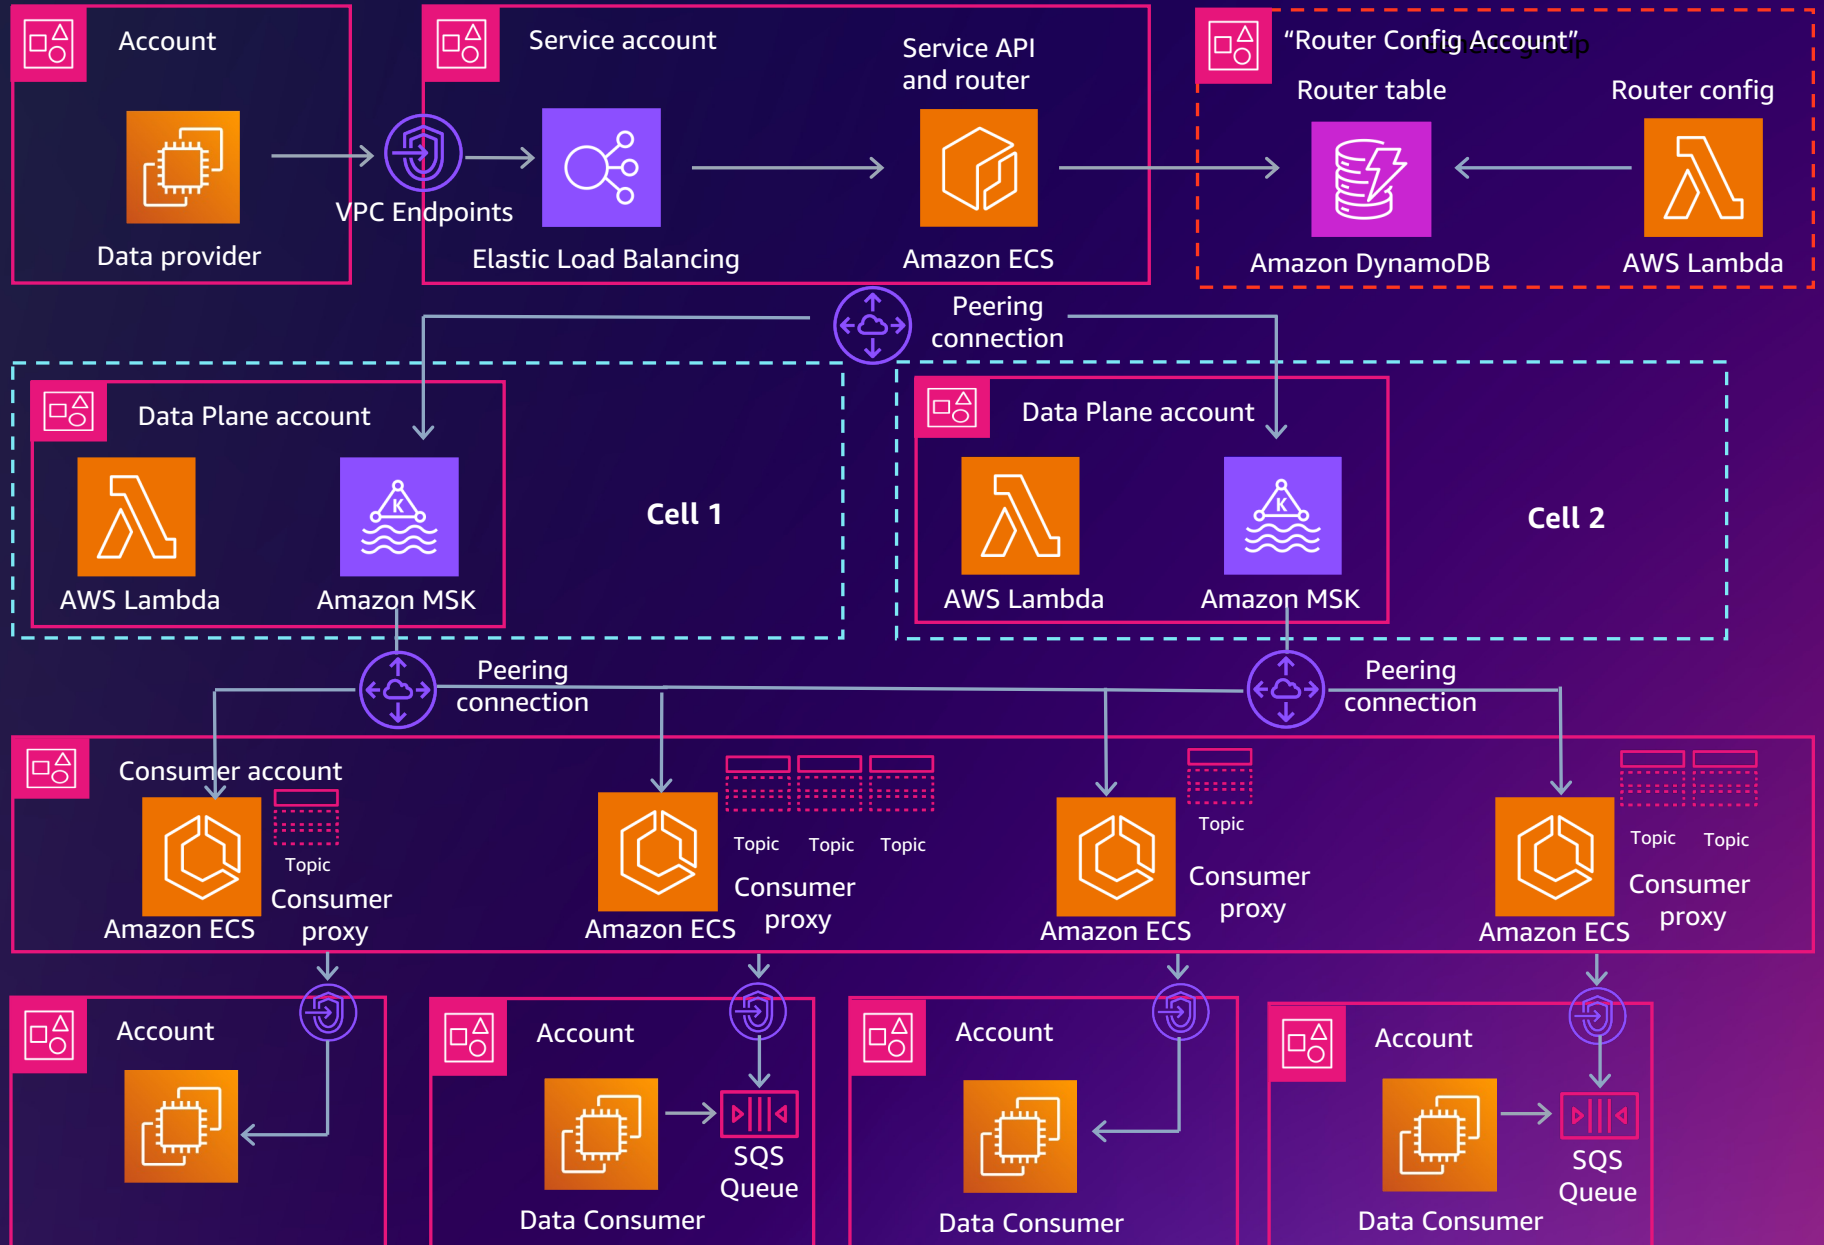 Account
Service account
Service API
and router
“Router Config Account”
Router table
Router config
VPC Endpoints
Data provider
Elastic Load Balancing
Amazon ECS
Amazon DynamoDB
AWS Lambda
Peering
connection
Data Plane account
Cell 1
AWS Lambda
Amazon MSK
Data Plane account
Cell 2
AWS Lambda
Amazon MSK
Peering
connection
Peering
connection
Consumer account
Topic
Consumer
proxy
Amazon ECS
Topic
Topic
Topic
Consumer
proxy
Amazon ECS
Topic
Consumer
proxy
Amazon ECS
Topic
Topic
Consumer
proxy
Amazon ECS
Account
Account
SQS
Queue
Data Consumer
Account
Data Consumer
Account
SQS
Queue
Data Consumer
K
K